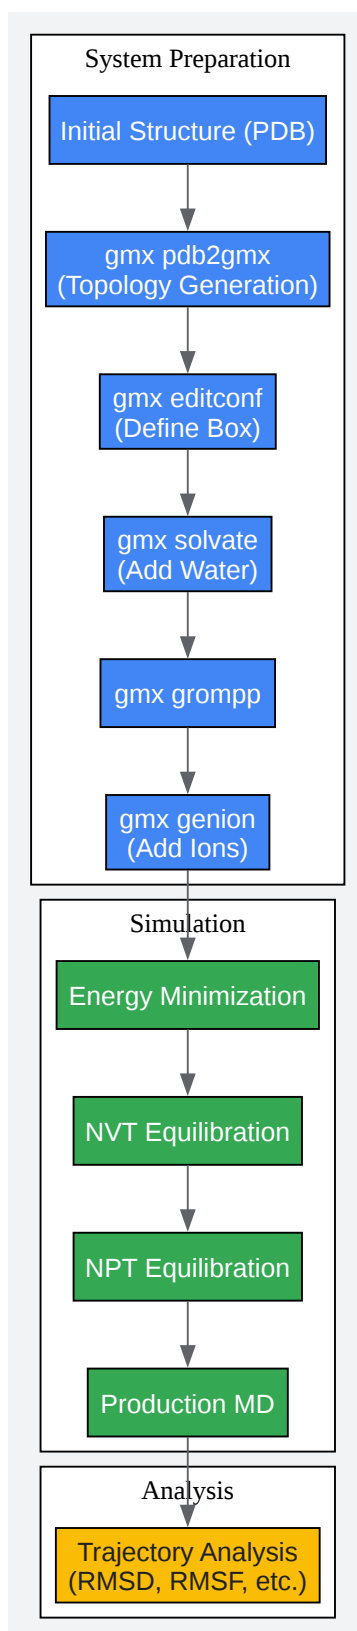 System Preparation
Initial Structure (PDB)
gmx pdb2gmx
(Topology Generation)
gmx editconf
(Define Box)
gmx solvate
(Add Water)
gmx grompp
gmx genion
(Add Ions)
Simulation
Energy Minimization
NVT Equilibration
NPT Equilibration
Production MD
Analysis
Trajectory Analysis
(RMSD, RMSF, etc.)